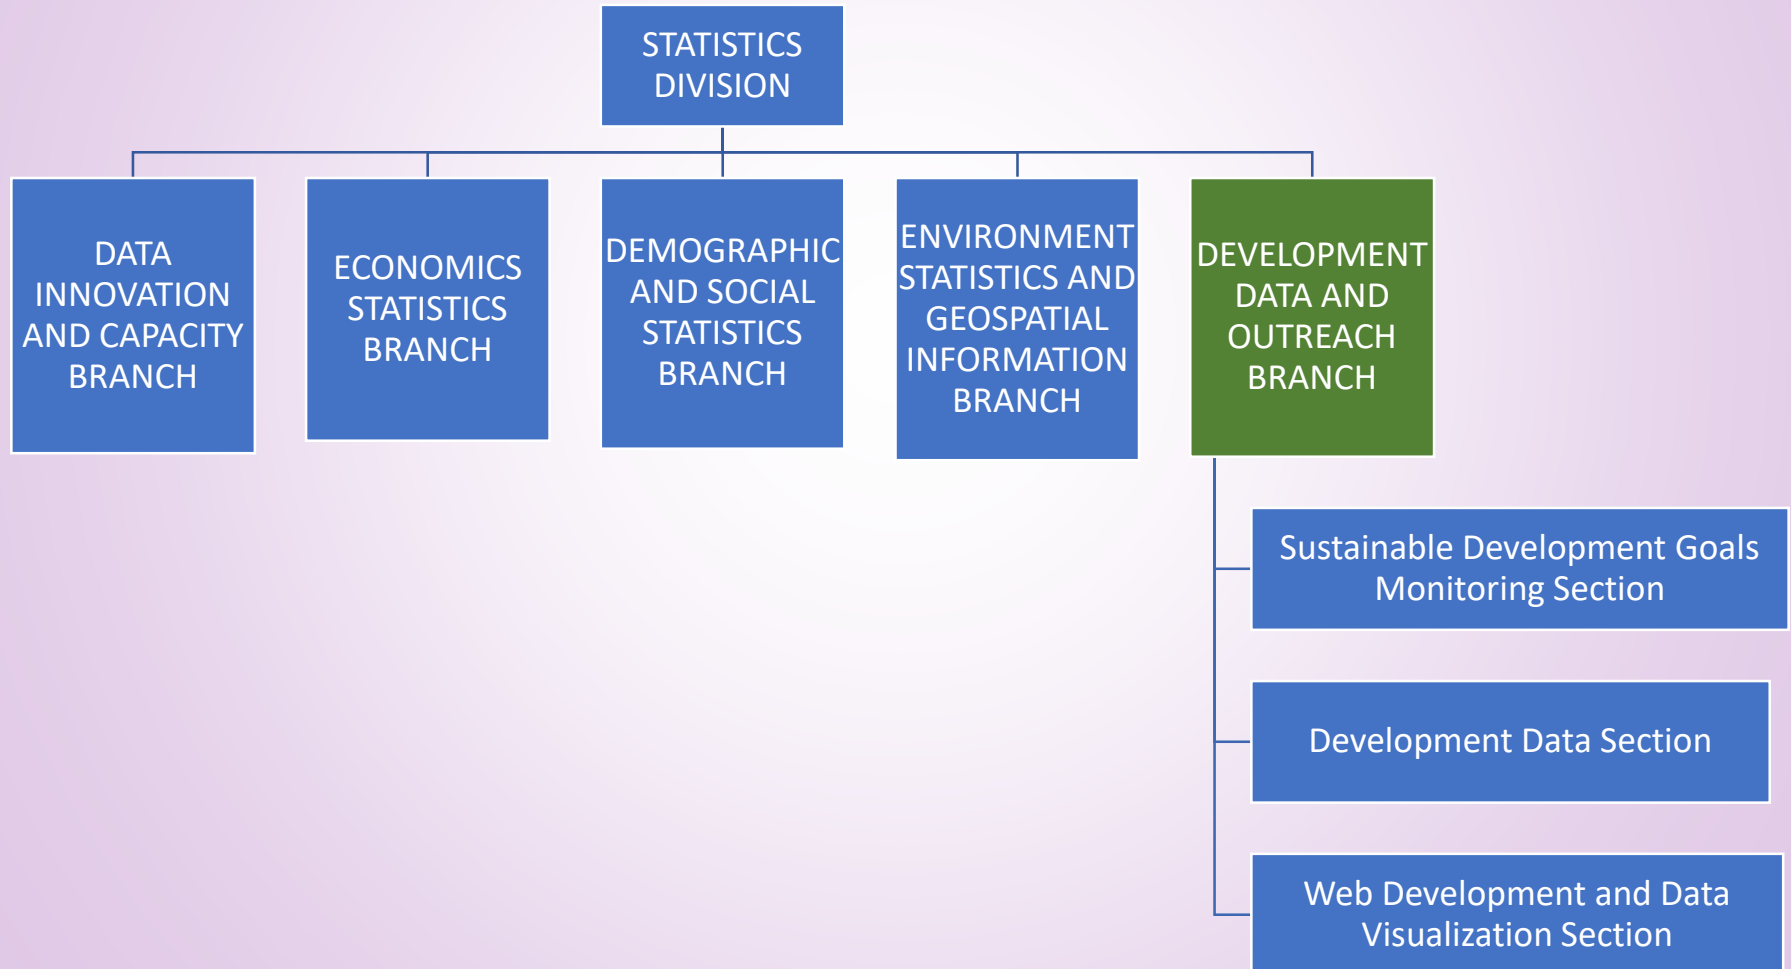 STATISTICS
DIVISION
DATA
INNOVATION
AND CAPACITY
BRANCH
ECONOMICS
STATISTICS
BRANCH
DEMOGRAPHIC
AND SOCIAL
STATISTICS
BRANCH
ENVIRONMENT
STATISTICS AND
GEOSPATIAL
INFORMATION
BRANCH
DEVELOPMENT
DATA AND
OUTREACH
BRANCH
Sustainable Development Goals
Monitoring Section
Development Data Section
Web Development and Data
Visualization Section